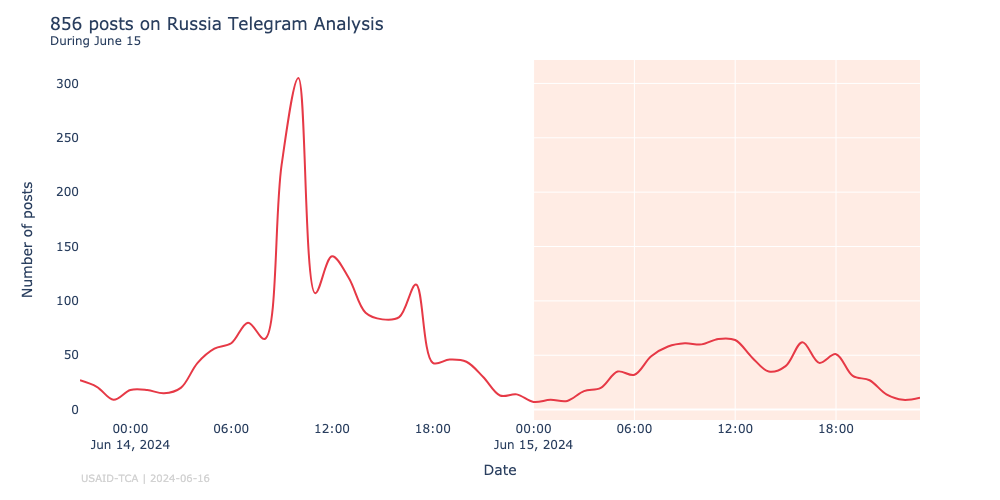 856 posts on Russia Telegram Analysis
During June 15
Number of posts
300
250
200
150
100
50
0
00:00 06:00 12:00 18:00 00:00 06:00 12:00 18:00
Jun 14, 2024 Jun 15, 2024
Date
USAID-TCA | 2024-06-16